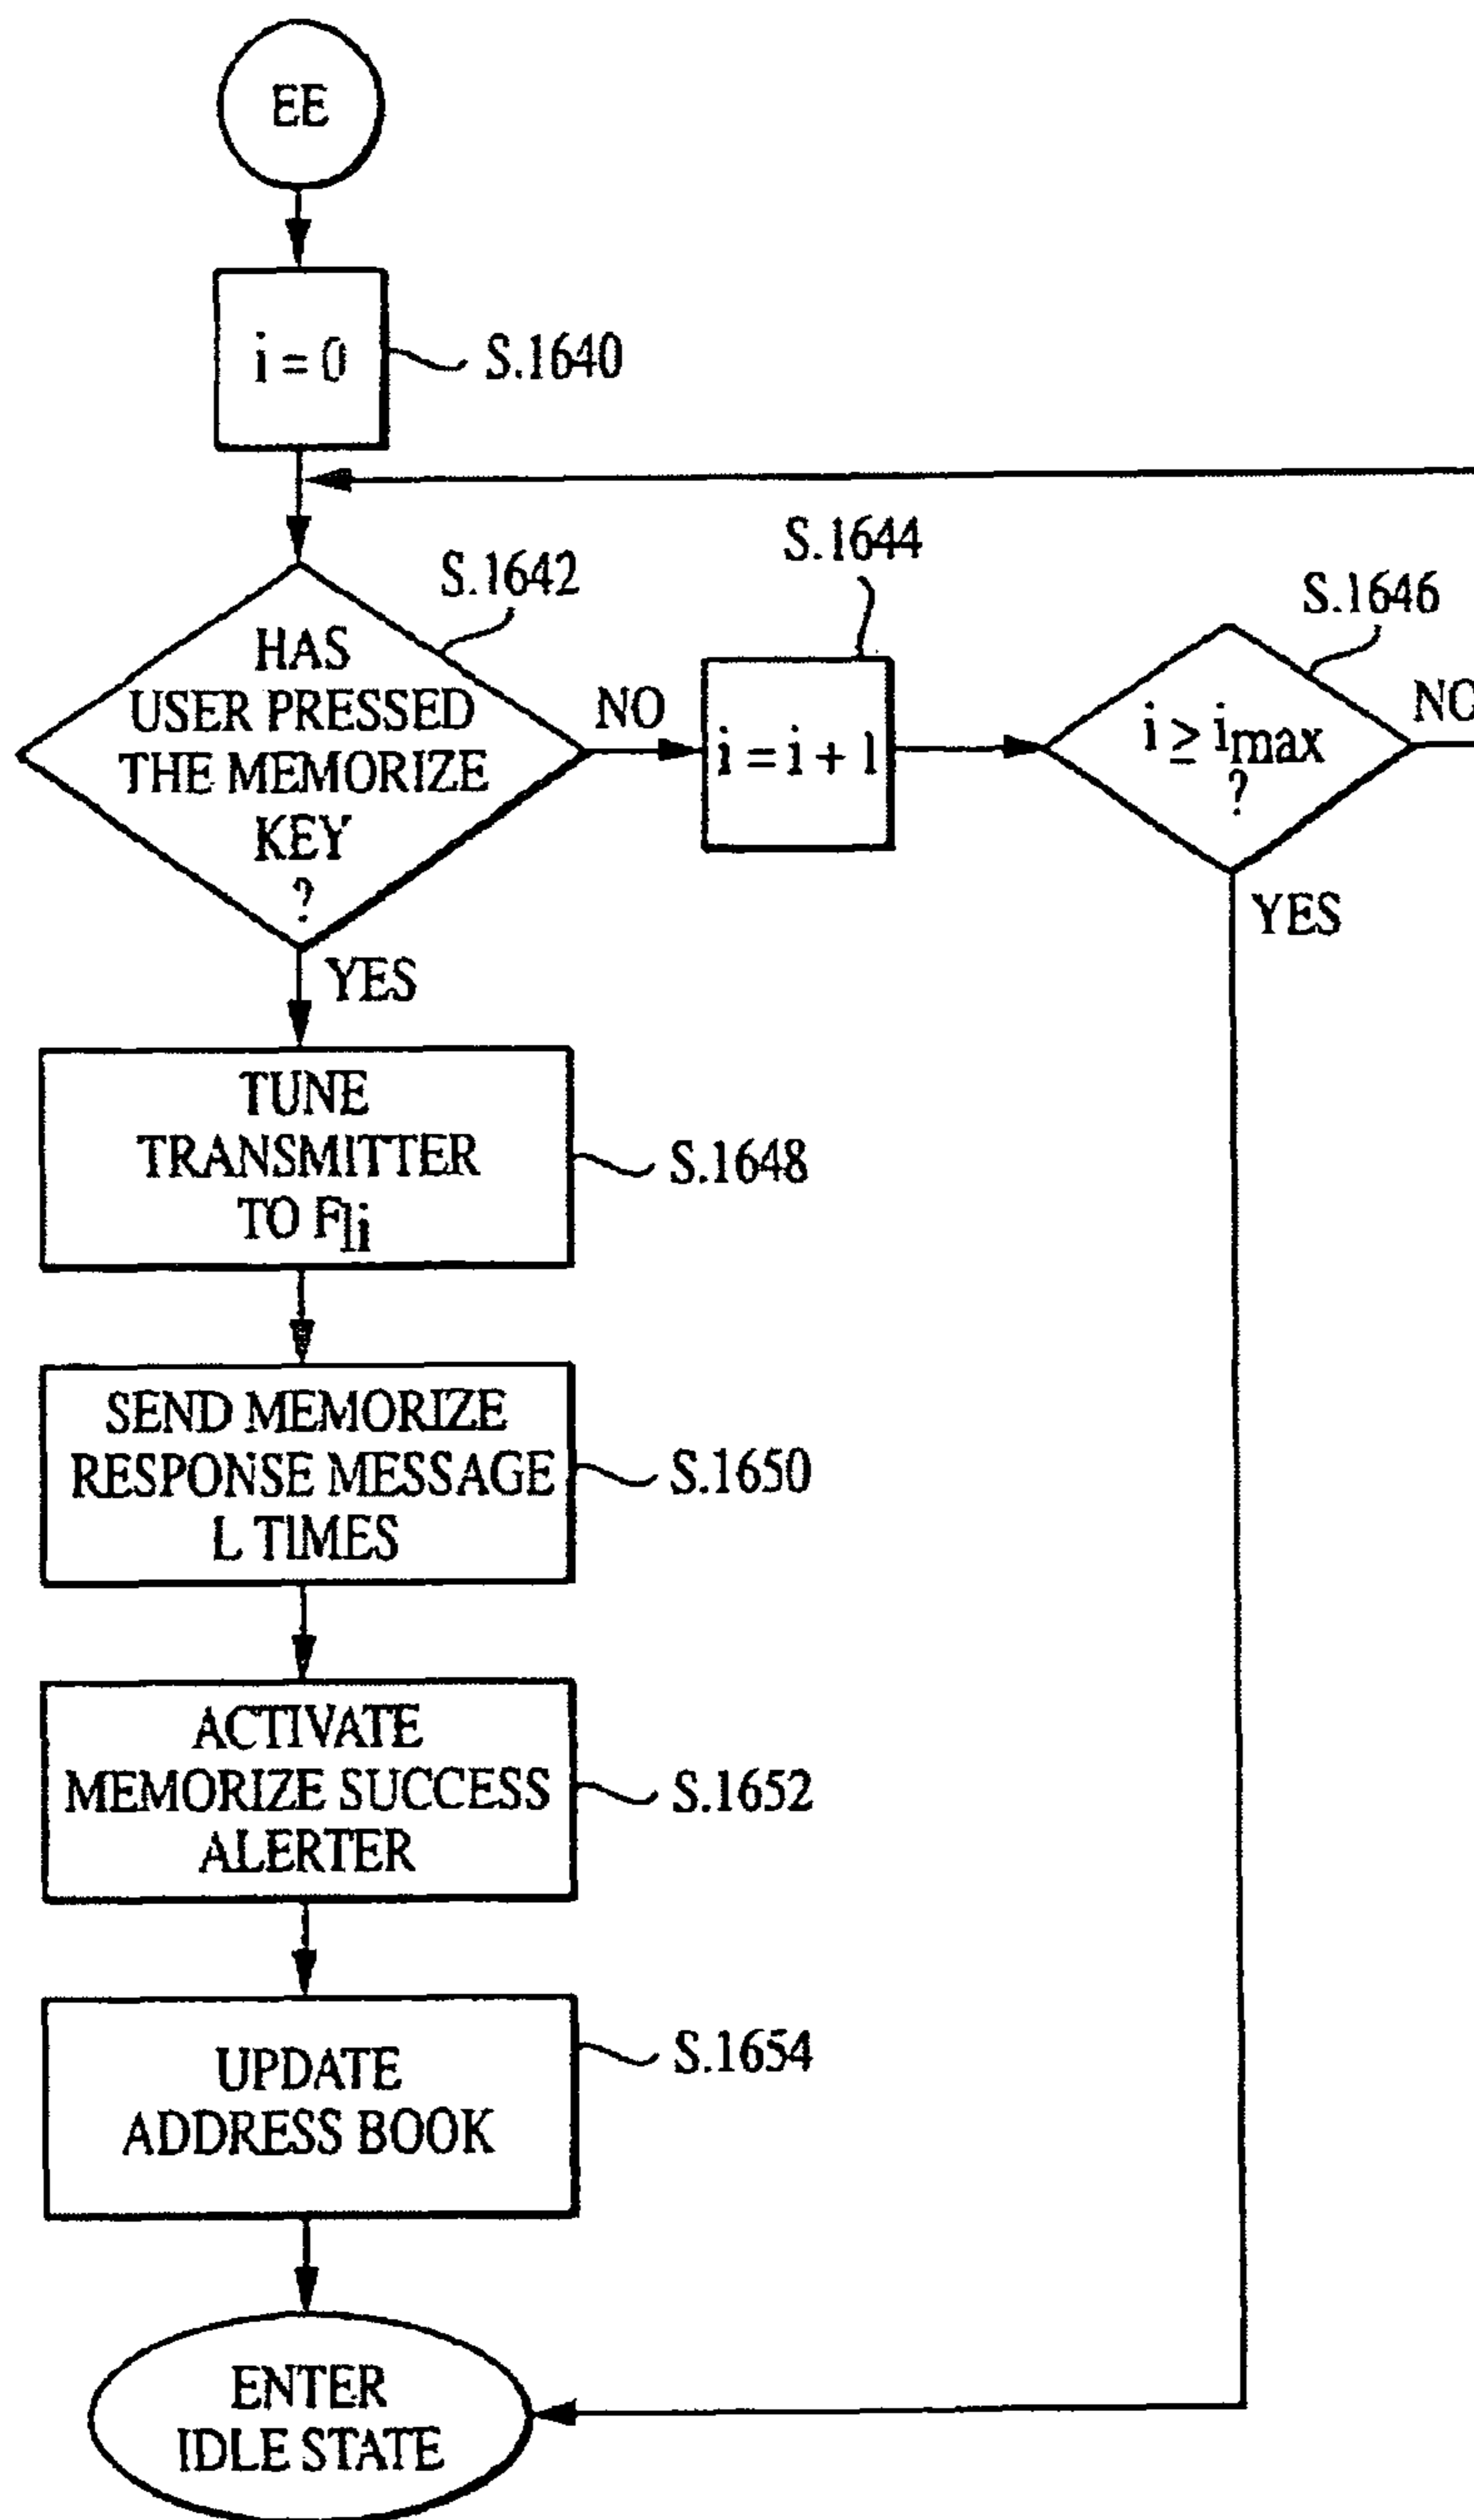 EE
i = 0
S.1640
S.1642
S.1644
S.1646
HAS
USER PRESSED
THE MEMORIZE
KEY
?
NO
i = i + 1
i ≥ imax
?
NO
YES
YES
TUNE
TRANSMITTER
TO F1i
S.1648
SEND MEMORIZE
RESPONSE MESSAGE
L TIMES
S.1650
ACTIVATE
MEMORIZE SUCCESS
ALERTER
S.1652
UPDATE
ADDRESS BOOK
S.1654
ENTER
IDLE STATE